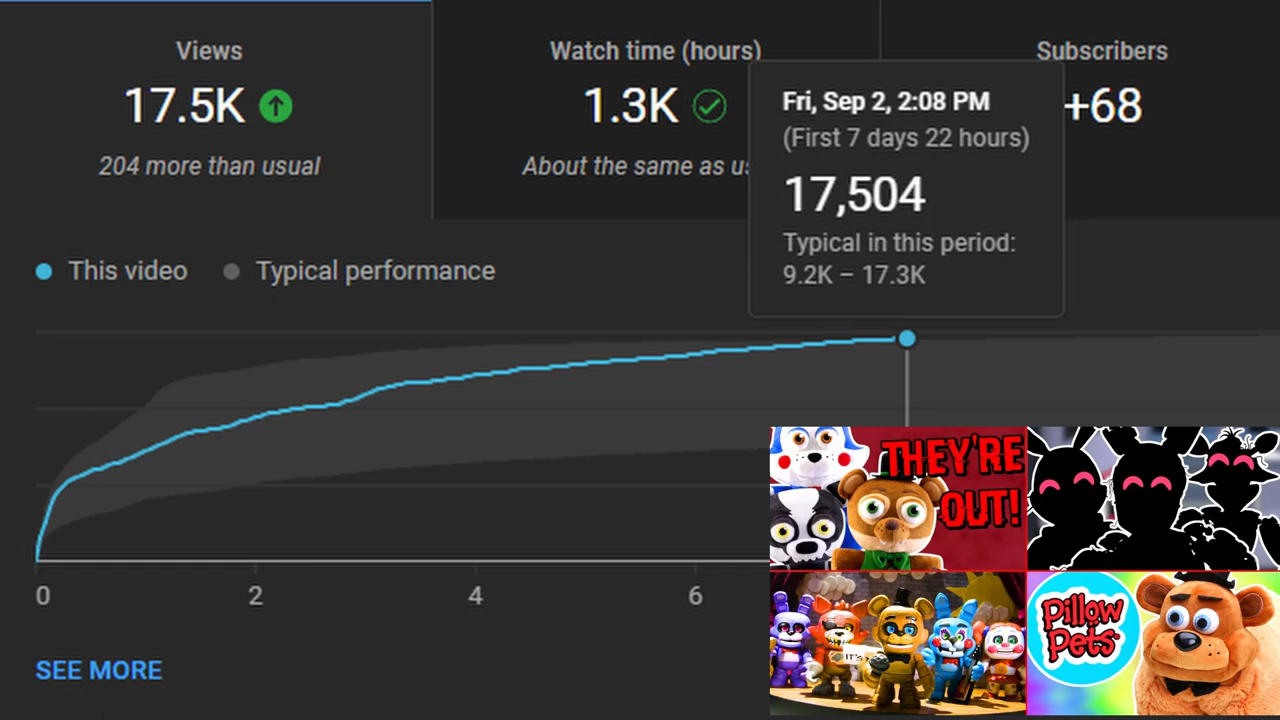 Views
17.5K
204 more than usual
Watch time (hours)
1.3K
About the same as us
Subscribers
+68
Fri, Sep 2, 2:08 PM
(First 7 days 22 hours)
17,504
Typical in this period:
9.2K – 17.3K
This video
Typical performance
0 2 4 6
SEE MORE
THEY'RE
OUT!
IT'S
Pillow
Pets